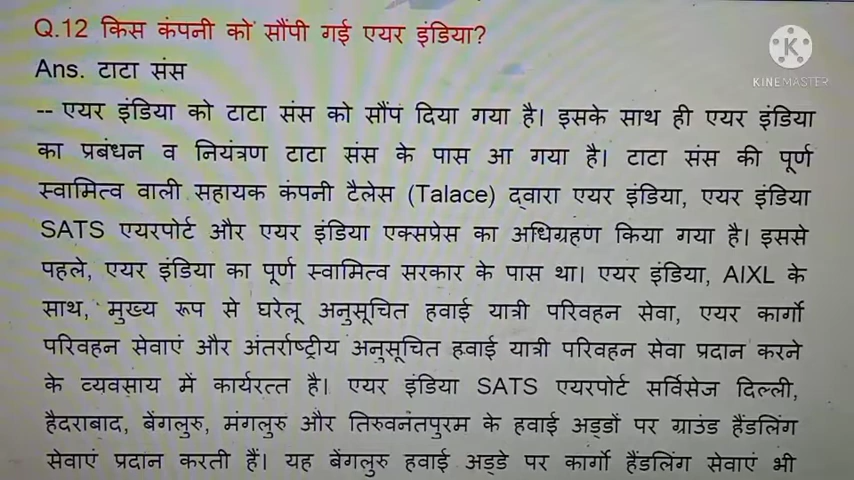 Q.12 किस कंपनी को सौंपी गई एयर इंडिया?
Ans. टाटा संस
-- एयर इंडिया को टाटा संस को सौंप दिया गया है। इसके साथ ही एयर इंडिया
का प्रबंधन व नियंत्रण टाटा संस के पास आ गया है। टाटा संस की पूर्ण
स्वामित्व वाली सहायक कंपनी टैलेस (Talace) द्वारा एयर इंडिया, एयर इंडिया
SATS एयरपोर्ट और एयर इंडिया एक्सप्रेस का अधिग्रहण किया गया है। इससे
पहले, एयर इंडिया का पूर्ण स्वामित्व सरकार के पास था। एयर इंडिया, AIXL के
साथ, मुख्य रूप से घरेलू अनुसूचित हवाई यात्री परिवहन सेवा, एयर कार्गो
परिवहन सेवाएं और अंतर्राष्ट्रीय अनुसूचित हवाई यात्री परिवहन सेवा प्रदान करने
के व्यवसाय में कार्यरत्त है। एयर इंडिया SATS एयरपोर्ट सर्विसेज दिल्ली,
हैदराबाद, बेंगलुरु, मंगलुरु और तिरुवनंतपुरम के हवाई अड्डों पर ग्राउंड हैंडलिंग
सेवाएं प्रदान करती हैं। यह बेंगलुरु हवाई अड्डे पर कार्गो हैंडलिंग सेवाएं भी
K
KINEMASTER